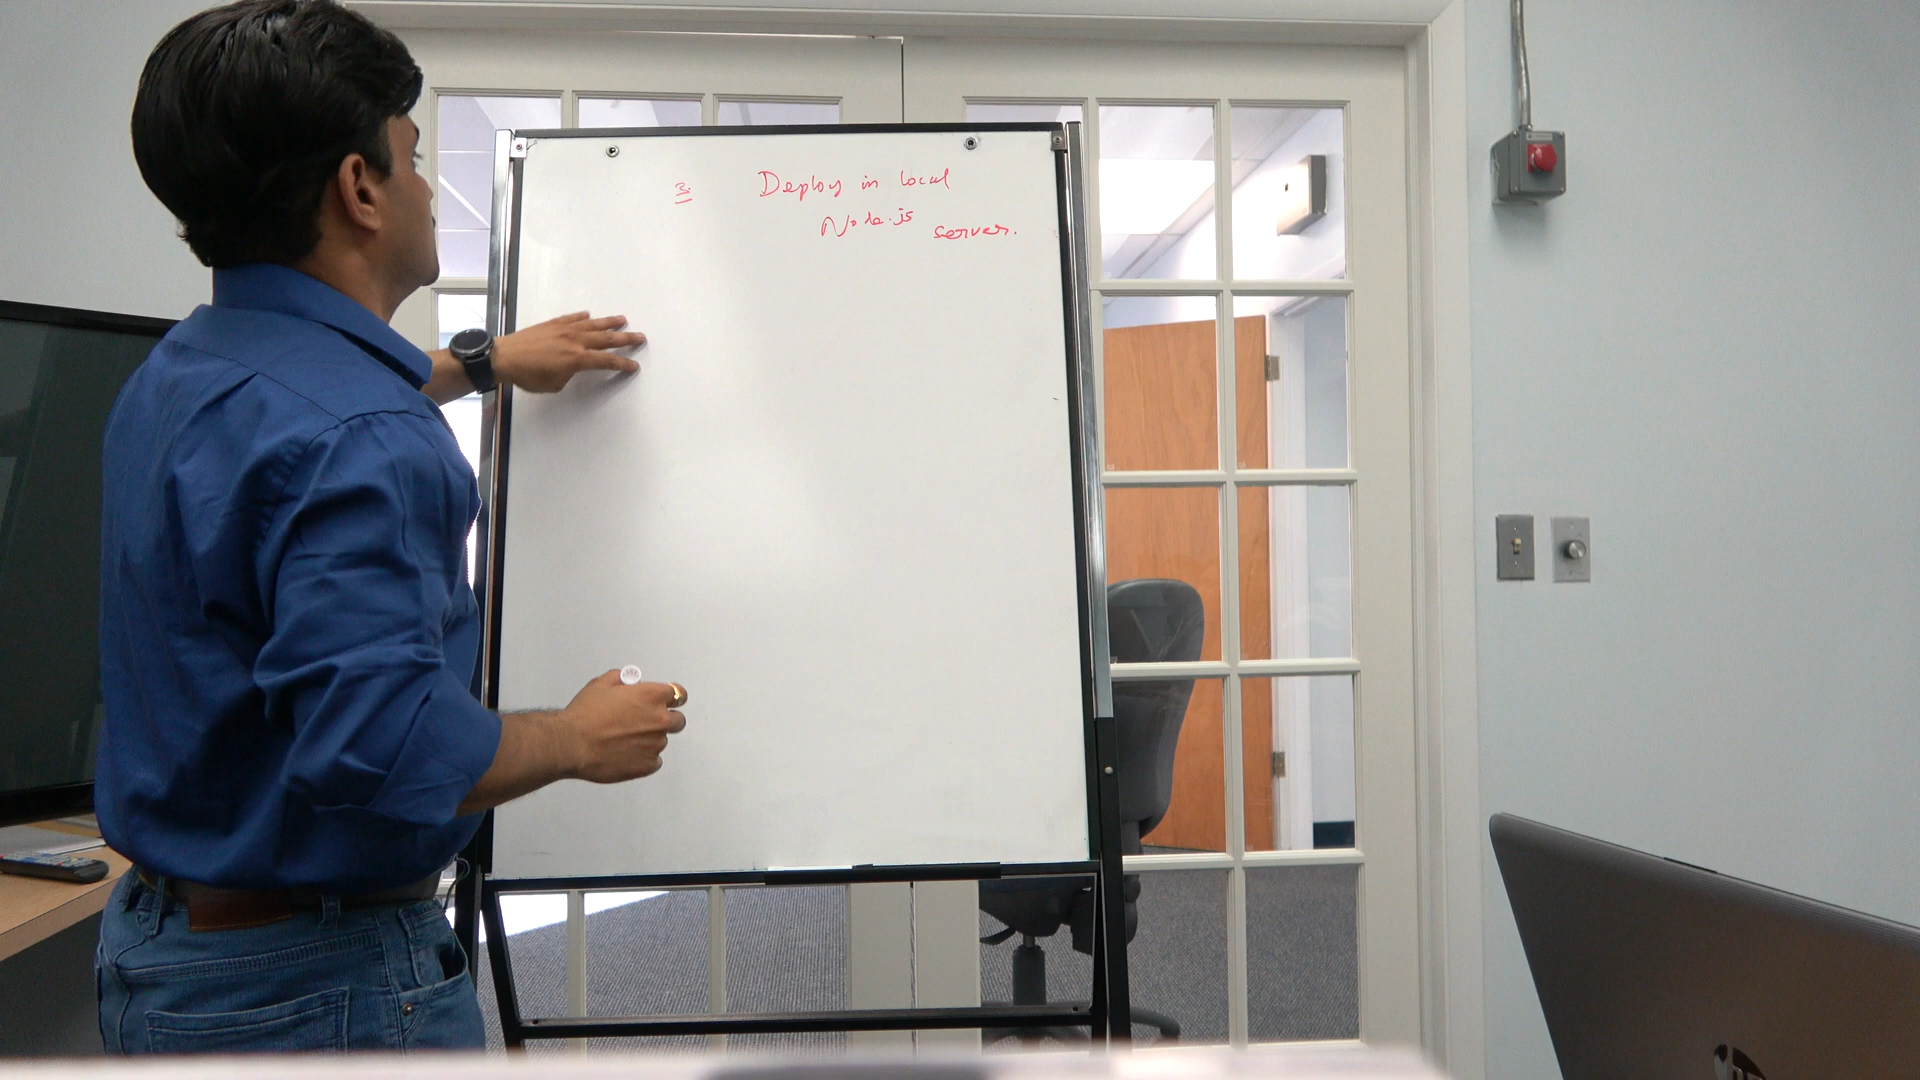 3. Deploy in local
Node.js server.